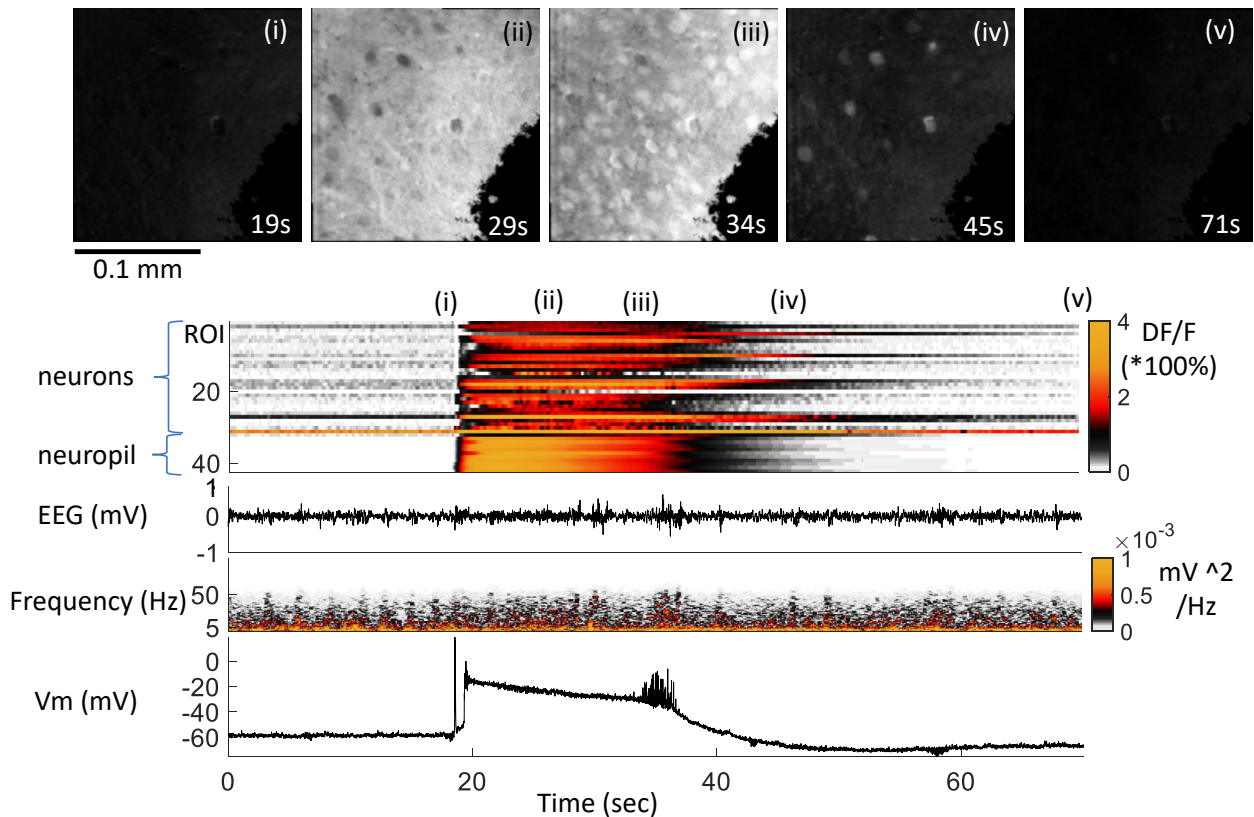 (i) (ii) (iii) (iv) (v)
19s 29s 34s 45s 71s
0.1 mm
(i) (ii) (iii) (iv) (v)
ROI
20
40
neurons
neuropil
4
2
0
DF/F
(*100%)
EEG (mV)
1
0
-1
Frequency (Hz)
50
5
×10⁻³
1
0.5
0
mV ^2
/Hz
Vm (mV)
0
-20
-40
-60
0 20 40 60
Time (sec)